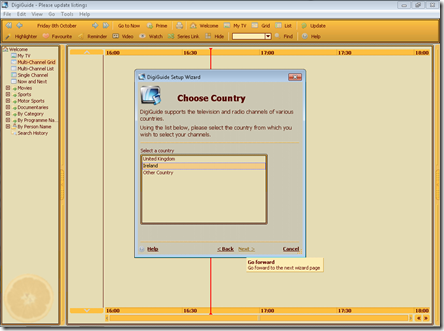 DigiGuide - Please update listings
File Edit View Go Tools Help
Friday 8th October Go to Now Prime Welcome My TV Grid List Update
Highlighter Favourite Reminder Video Watch Series Link Hide Find Help
Welcome
My TV
Multi-Channel Grid
Multi-Channel List
Single Channel
Now and Next
Movies
Sports
Motor Sports
Documentaries
By Category
By Programme Na...
By Person Name
Search History
16:00 16:30 17:00 17:30
DigiGuide Setup Wizard
Choose Country
DigiGuide supports the television and radio channels of various
countries.
Using the list below, please select the country from which you
wish to select your channels.
Select a country
United Kingdom
Ireland
Other Country
Help < Back Next > Cancel
Go forward
Go foward to the next wizard page
16:00 16:30 17:00 17:30